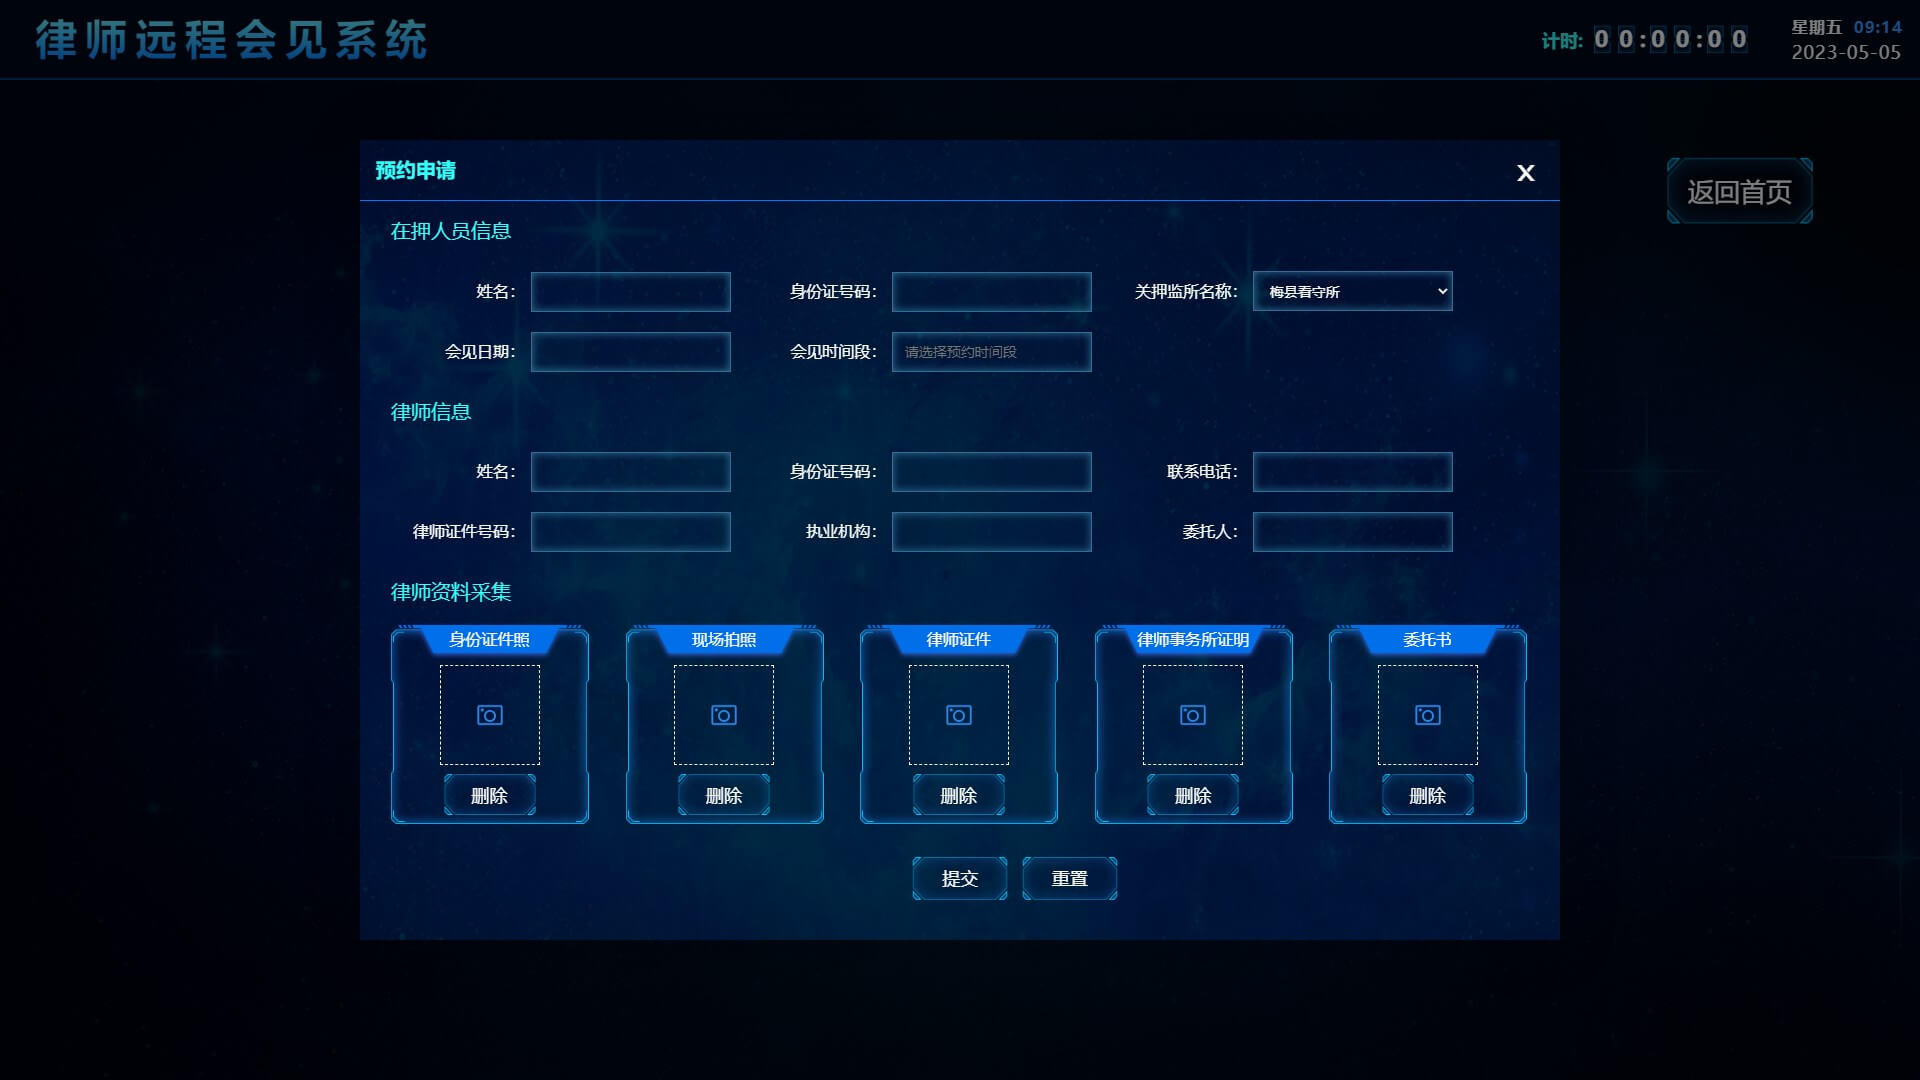 律师远程会见系统
计时: 00:00:00
星期五 09:14
2023-05-05
返回首页
预约申请
X
在押人员信息
姓名:
身份证号码:
关押监所名称: 梅县看守所
会见日期:
会见时间段: 请选择预约时间段
律师信息
姓名:
身份证号码:
联系电话:
律师证件号码:
执业机构:
委托人:
律师资料采集
身份证件照
现场拍照
律师证件
律师事务所证明
委托书
删除
删除
删除
删除
删除
提交
重置